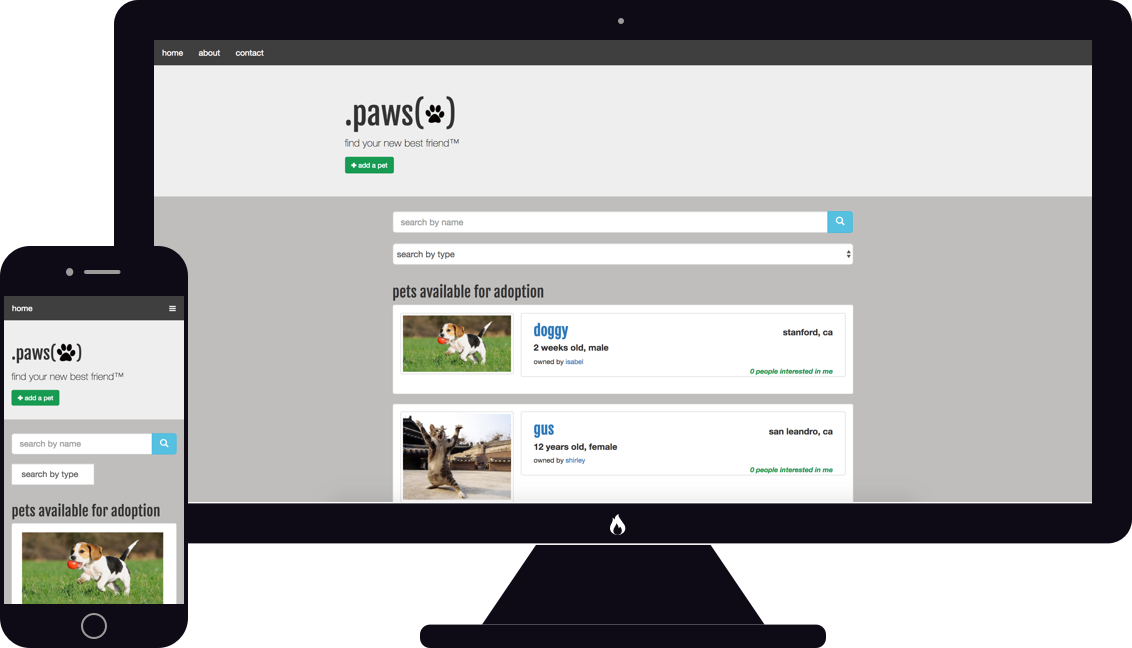 home about contact
.paws()
find your new best friend™
+ add a pet
search by name
search by type
pets available for adoption
doggy
stanford, ca
2 weeks old, male
owned by isabel
0 people interested in me
gus
san leandro, ca
12 years old, female
owned by shirley
0 people interested in me
home
.paws()
find your new best friend™
+ add a pet
search by name
search by type
pets available for adoption